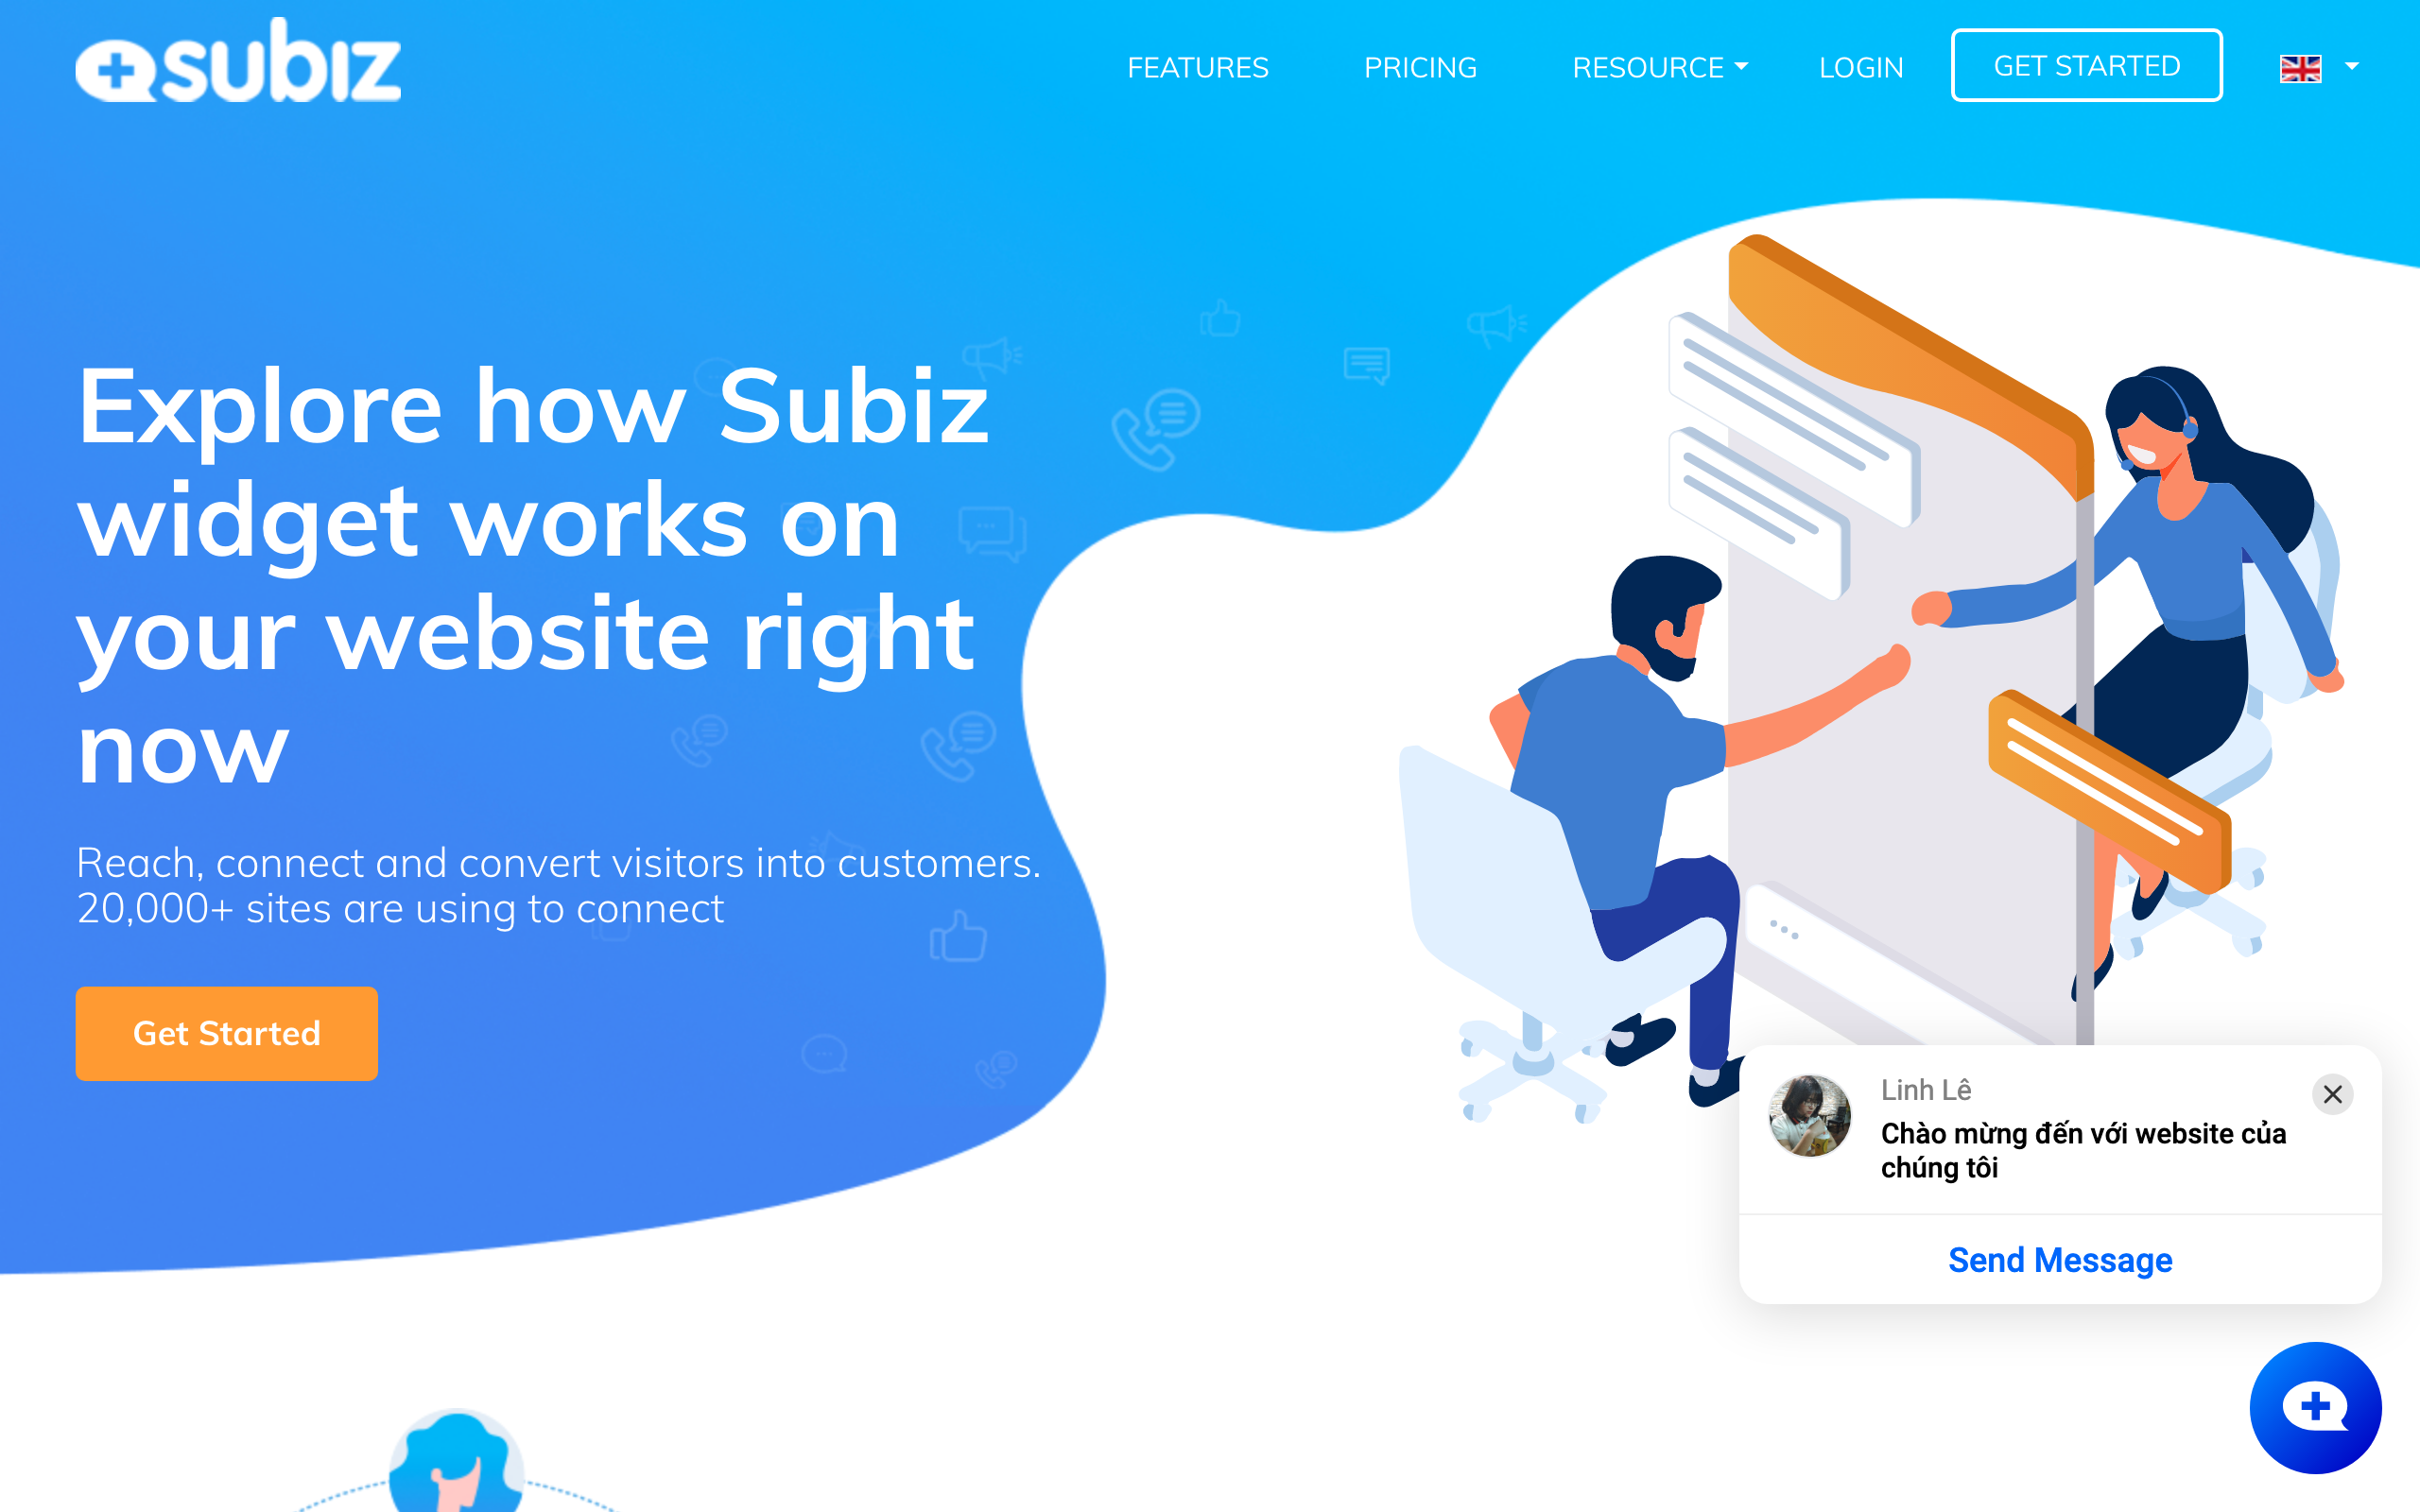 subiz
FEATURES
PRICING
RESOURCE
LOGIN
GET STARTED
Explore how Subiz
widget works on
your website right
now
Reach, connect and convert visitors into customers.
20,000+ sites are using to connect
Get Started
Linh Lê
Chào mừng đến với website của
chúng tôi
Send Message